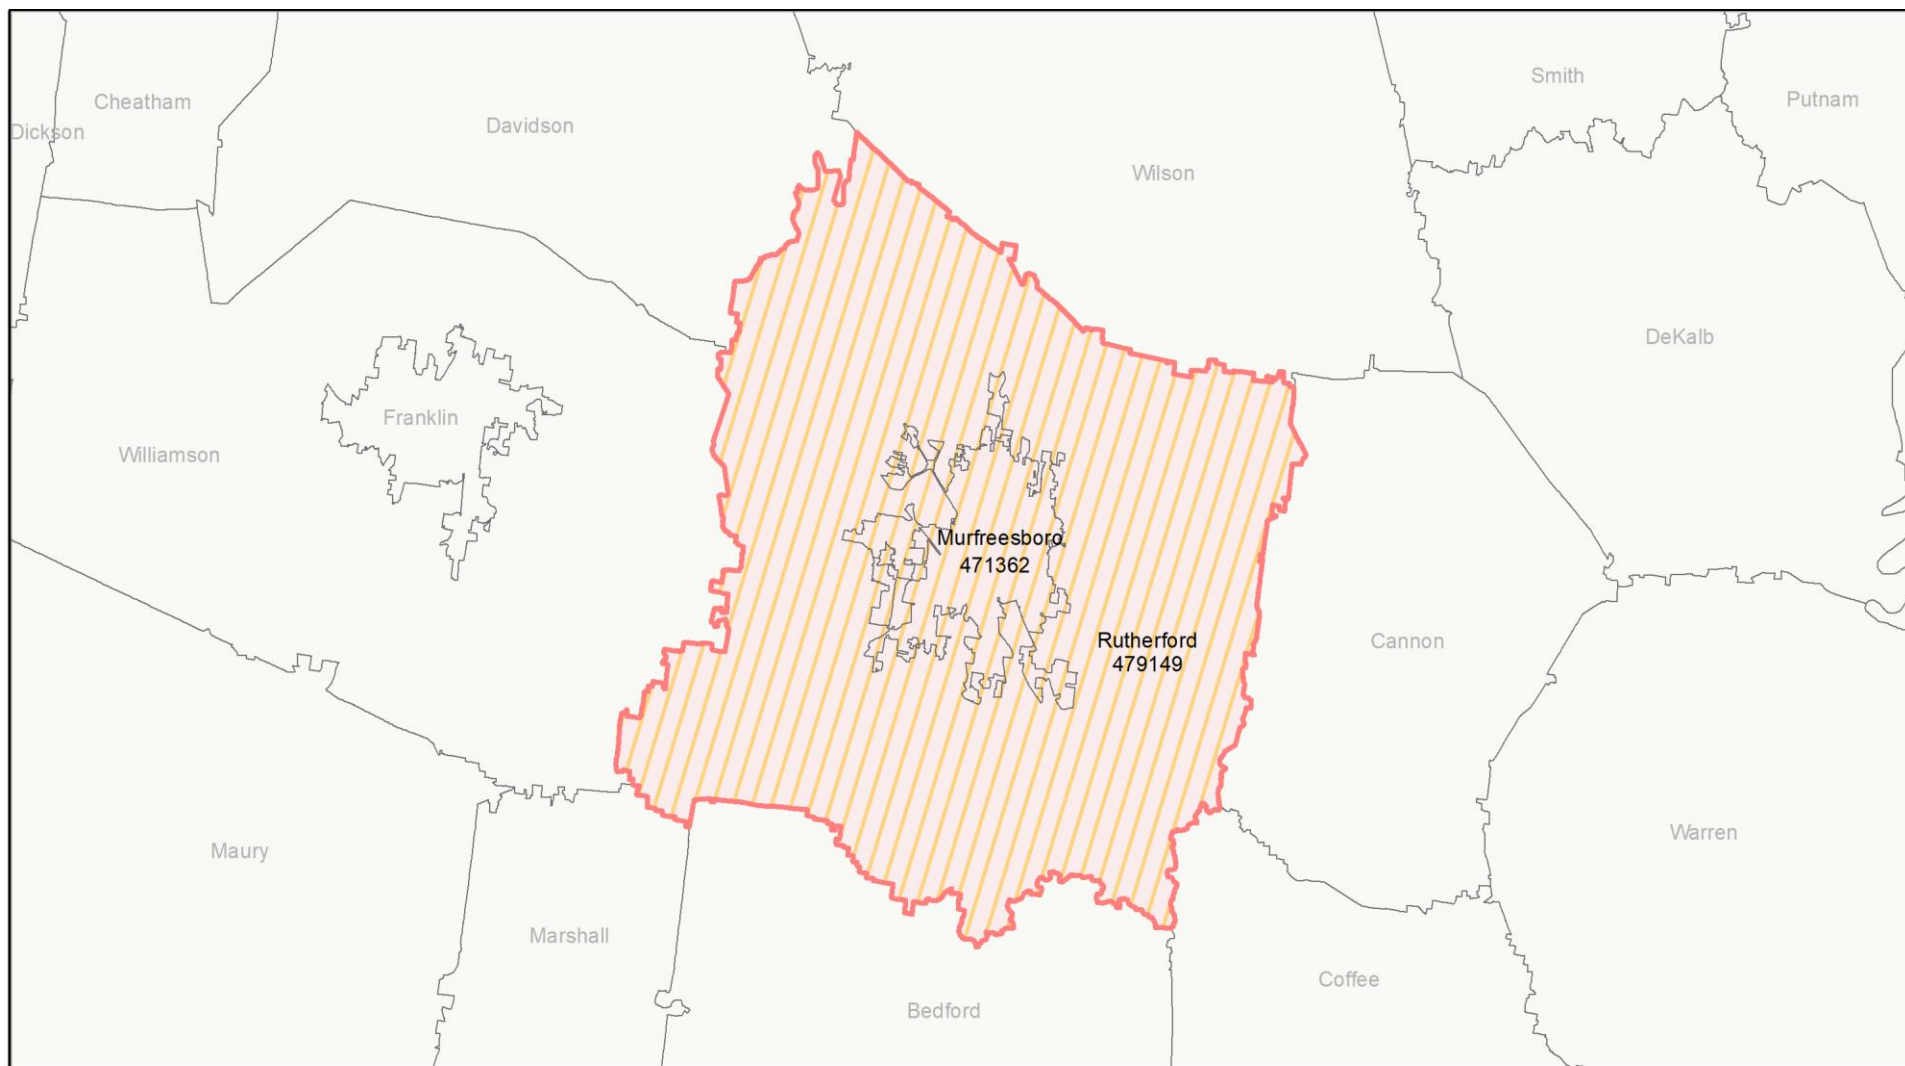 Smith
Cheatham
Putnam
Dickson
Davidson
Wilson
DeKalb
Franklin
Williamson
Murfreesboro
471362
Rutherford
479149
Cannon
Maury
Warren
Marshall
Coffee
Bedford